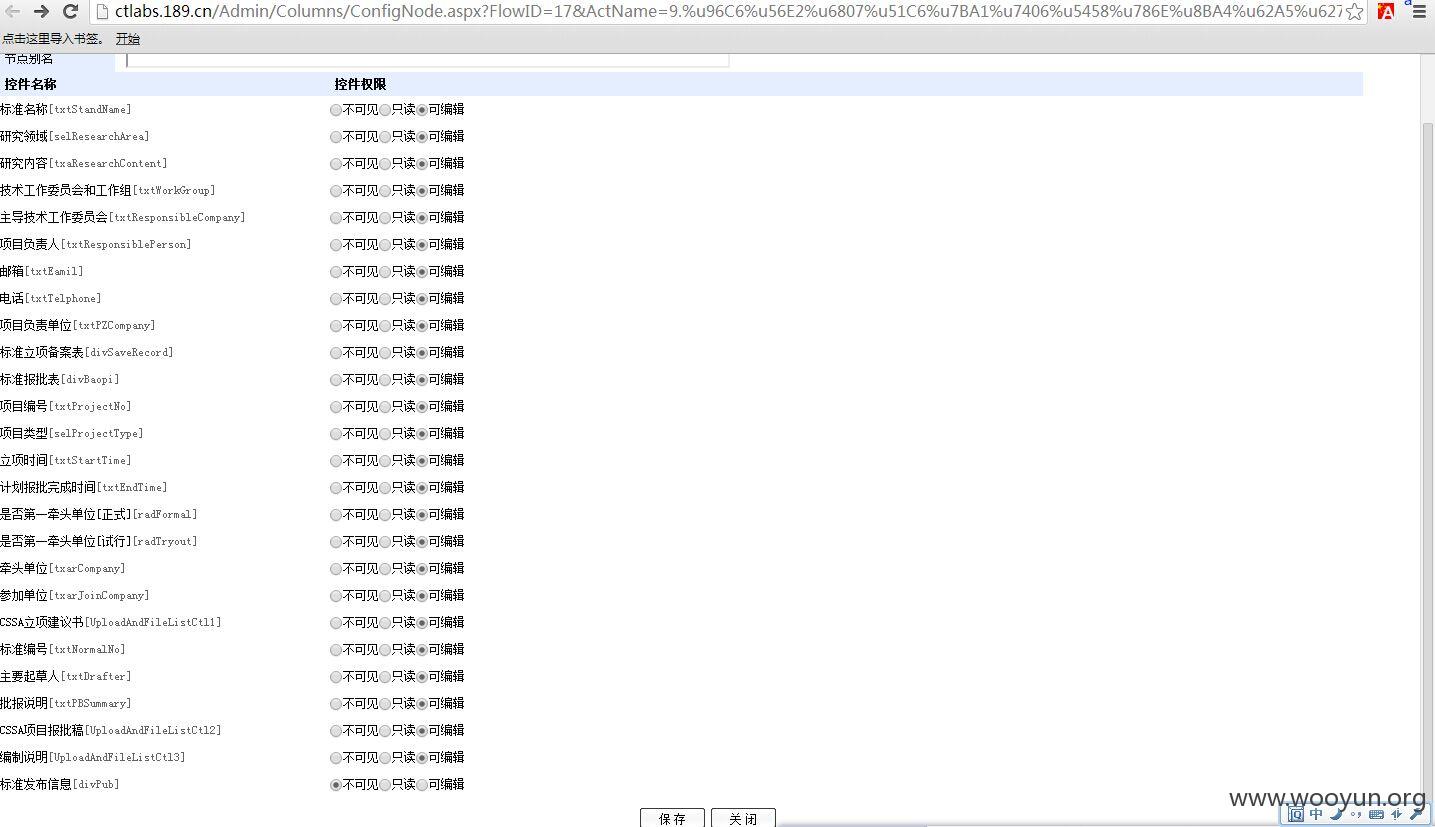 ctlabs.189.cn/Admin/Columns/ConfigNode.aspx?FlowID=17&ActName=9.%u96C6%u56E2%u6807%u51C6%u7BA1%u7406%u5458%u786E%u8BA4%u62A5%u627
点击这里导入书签。 开始
节点别名
控件名称 控件权限
标准名称[txtStandName] 不可见 只读 可编辑
研究领域[selResearchArea] 不可见 只读 可编辑
研究内容[txaResearchContent] 不可见 只读 可编辑
技术工作委员会和工作组[txtWorkGroup] 不可见 只读 可编辑
主导技术工作委员会[txtResponsibleCompany] 不可见 只读 可编辑
项目负责人[txtResponsiblePerson] 不可见 只读 可编辑
邮箱[txtEamil] 不可见 只读 可编辑
电话[txtTelphone] 不可见 只读 可编辑
项目负责单位[txtPZCompany] 不可见 只读 可编辑
标准立项备案表[divSaveRecord] 不可见 只读 可编辑
标准报批表[divBaopi] 不可见 只读 可编辑
项目编号[txtProjectNo] 不可见 只读 可编辑
项目类型[selProjectType] 不可见 只读 可编辑
立项时间[txtStartTime] 不可见 只读 可编辑
计划报批完成时间[txtEndTime] 不可见 只读 可编辑
是否第一牵头单位[正式][radFormal] 不可见 只读 可编辑
是否第一牵头单位[试行][radTryout] 不可见 只读 可编辑
牵头单位[txarCompany] 不可见 只读 可编辑
参加单位[txarJoinCompany] 不可见 只读 可编辑
CSSA立项建议书[UploadAndFileListCtl1] 不可见 只读 可编辑
标准编号[txtNormalNo] 不可见 只读 可编辑
主要起草人[txtDrafter] 不可见 只读 可编辑
批报说明[txtPBSummary] 不可见 只读 可编辑
CSSA项目报批稿[UploadAndFileListCtl2] 不可见 只读 可编辑
编制说明[UploadAndFileListCtl3] 不可见 只读 可编辑
标准发布信息[divPub] 不可见 只读 可编辑
保存 关闭
www.wooyun.org
中